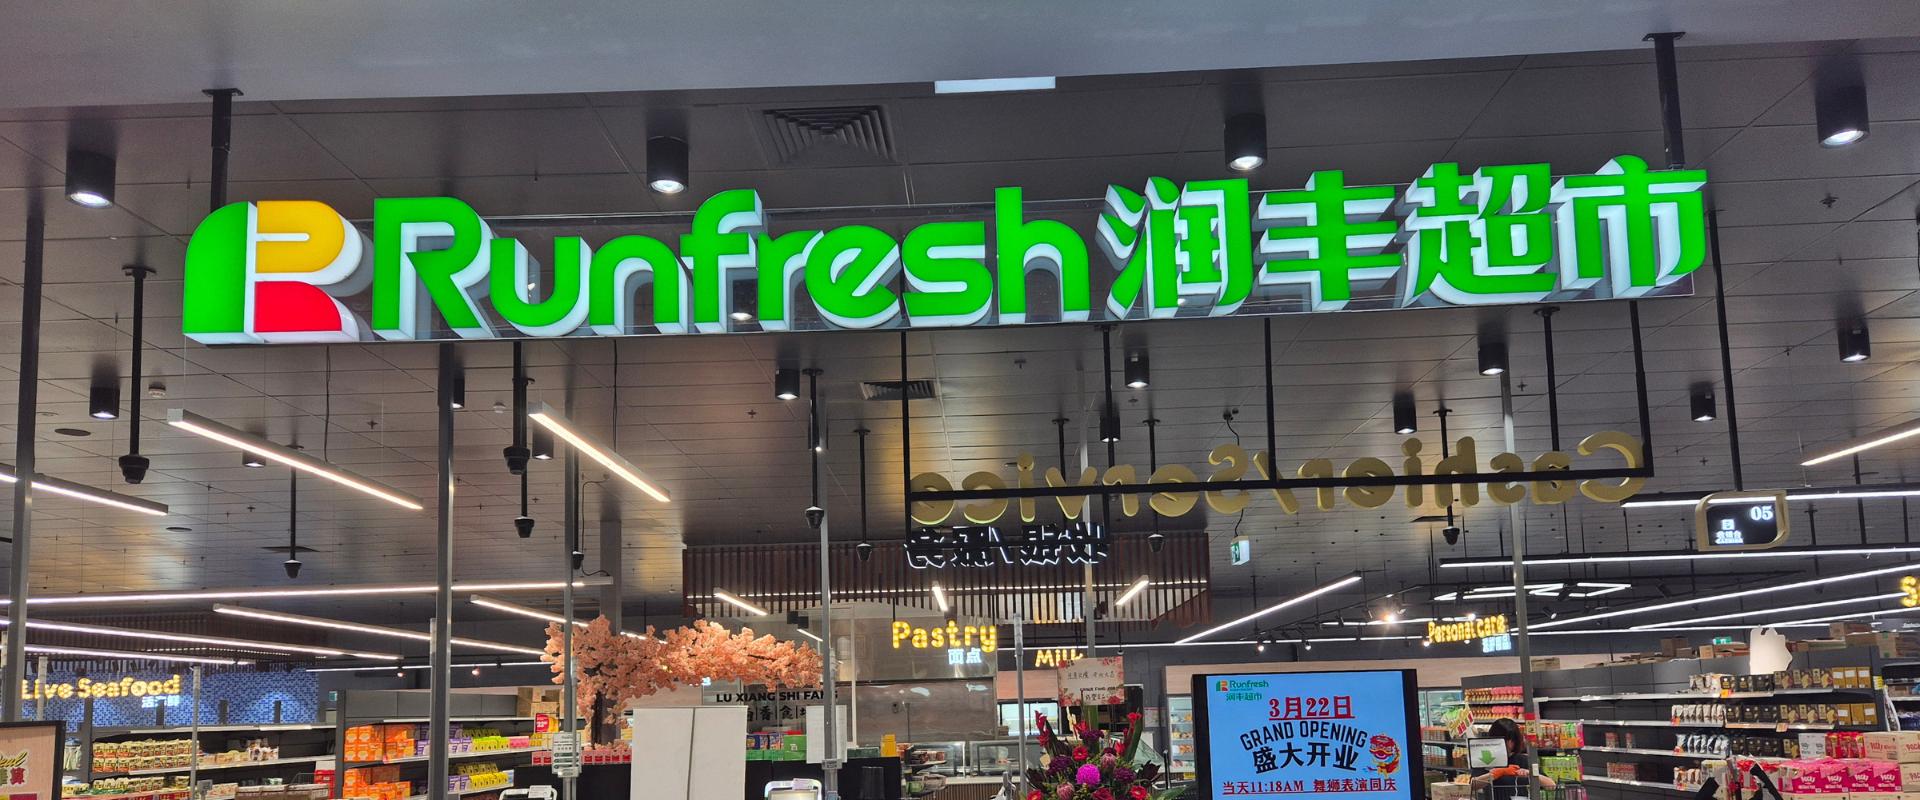 Runfresh 润丰超市
Cashier/Service
05
Pastry
面点
Milk
Personal care
Live Seafood
LU XIANG SHI FANG
Runfresh
润丰超市
3月22日
GRAND OPENING
盛大开业
当天11:18AM 舞狮表演同庆